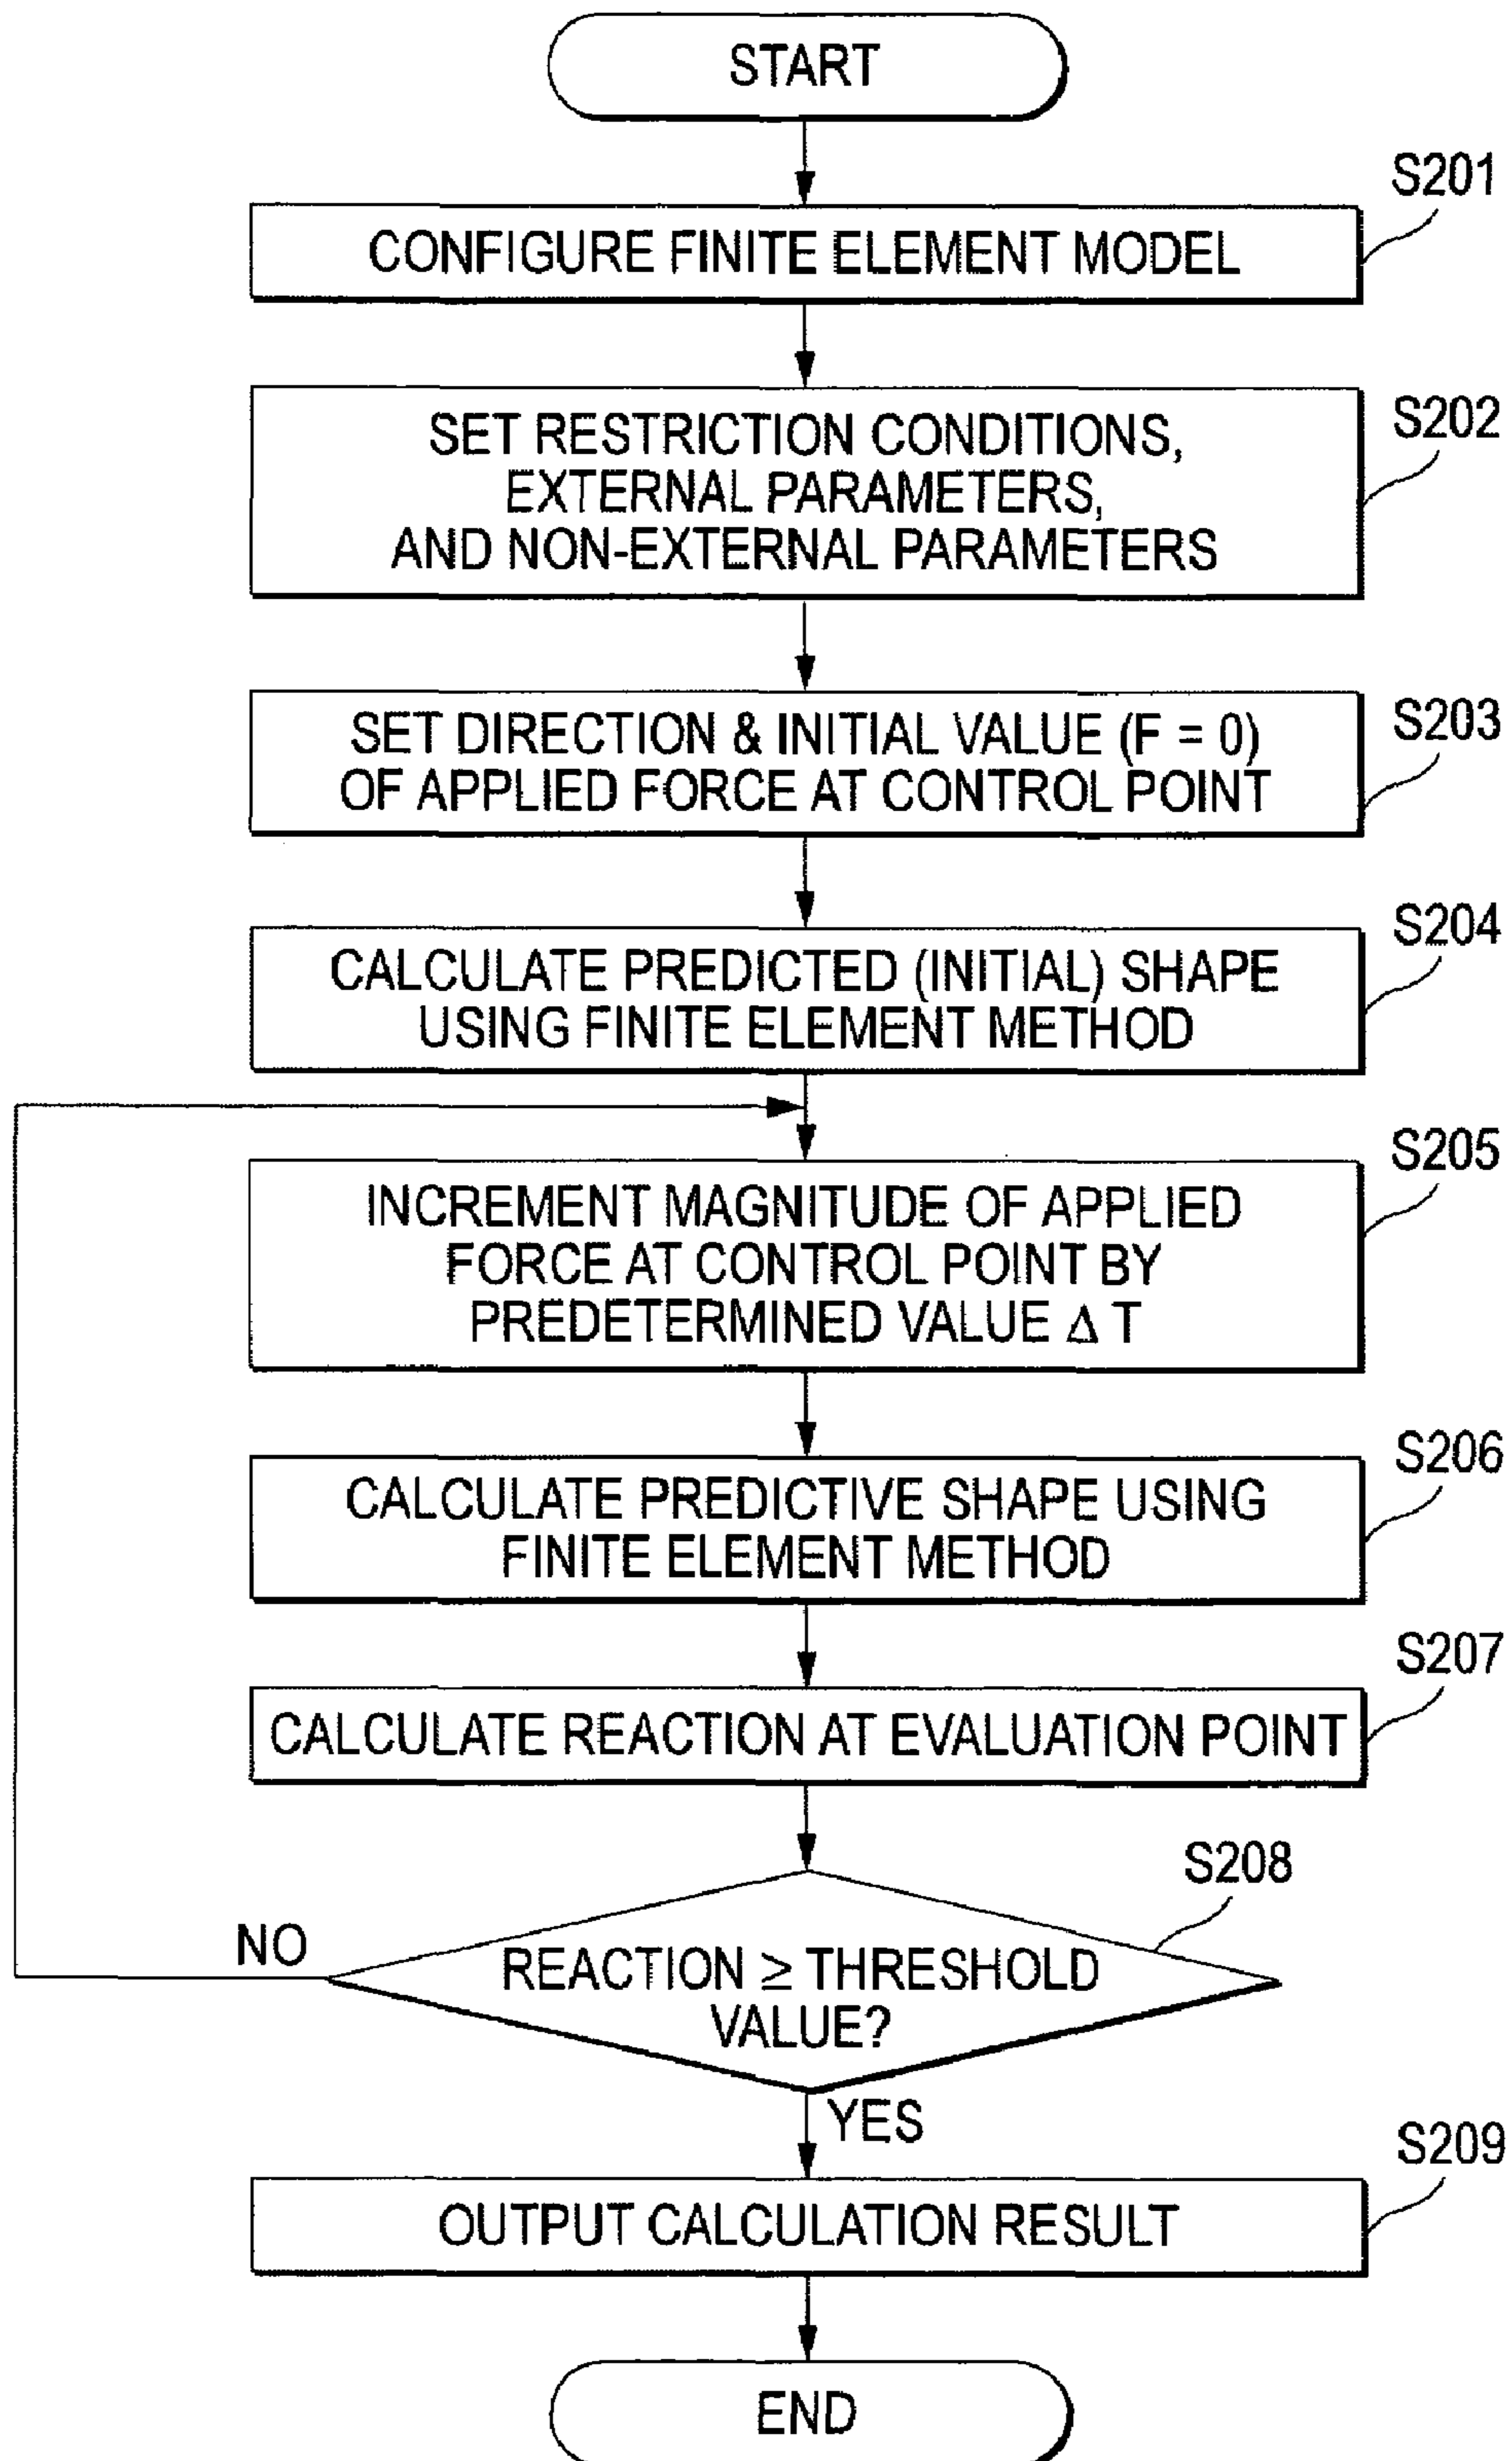 START
S201
CONFIGURE FINITE ELEMENT MODEL
S202
SET RESTRICTION CONDITIONS,
EXTERNAL PARAMETERS,
AND NON-EXTERNAL PARAMETERS
S203
SET DIRECTION & INITIAL VALUE (F = 0)
OF APPLIED FORCE AT CONTROL POINT
S204
CALCULATE PREDICTED (INITIAL) SHAPE
USING FINITE ELEMENT METHOD
S205
INCREMENT MAGNITUDE OF APPLIED
FORCE AT CONTROL POINT BY
PREDETERMINED VALUE Δ T
S206
CALCULATE PREDICTIVE SHAPE USING
FINITE ELEMENT METHOD
S207
CALCULATE REACTION AT EVALUATION POINT
S208
NO
REACTION ≥ THRESHOLD
VALUE?
YES
S209
OUTPUT CALCULATION RESULT
END